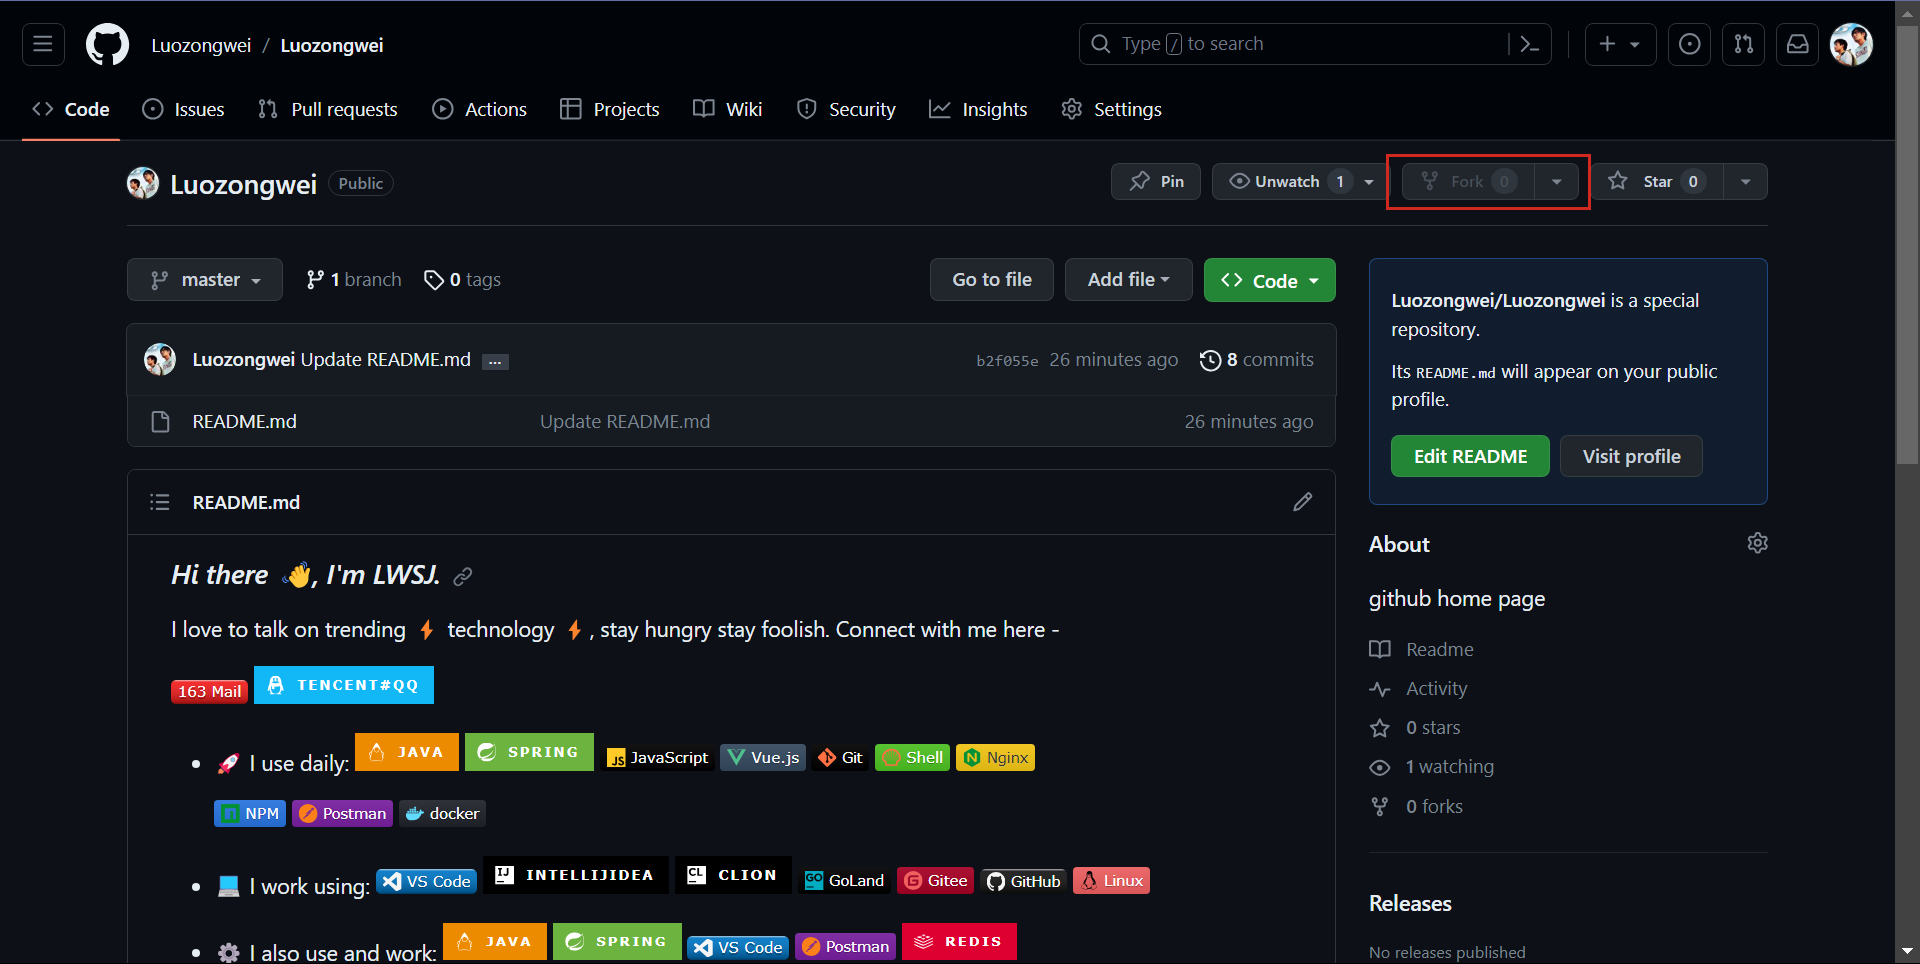 Luozongwei / Luozongwei
Type / to search
Code Issues Pull requests Actions Projects Wiki Security Insights Settings
Luozongwei Public
Pin Unwatch 1 Fork 0 Star 0
master 1 branch 0 tags Go to file Add file Code
Luozongwei Update README.md ... b2f055e 26 minutes ago 8 commits
README.md Update README.md 26 minutes ago
README.md
Hi there 👋, I'm LWSJ.
I love to talk on trending ⚡ technology ⚡, stay hungry stay foolish. Connect with me here -
163 Mail TENCENT#QQ
• 🚀 I use daily: JAVA SPRING JavaScript Vue.js Git Shell Nginx
NPM Postman docker
• 💻 I work using: VS Code INTELLIJIDEA CLION GoLand Gitee GitHub Linux
• ⚙️ I also use and work: JAVA SPRING VS Code Postman REDIS
Luozongwei/Luozongwei is a special
repository.
Its README.md will appear on your public
profile.
Edit README Visit profile
About
github home page
Readme
Activity
0 stars
1 watching
0 forks
Releases
No releases published